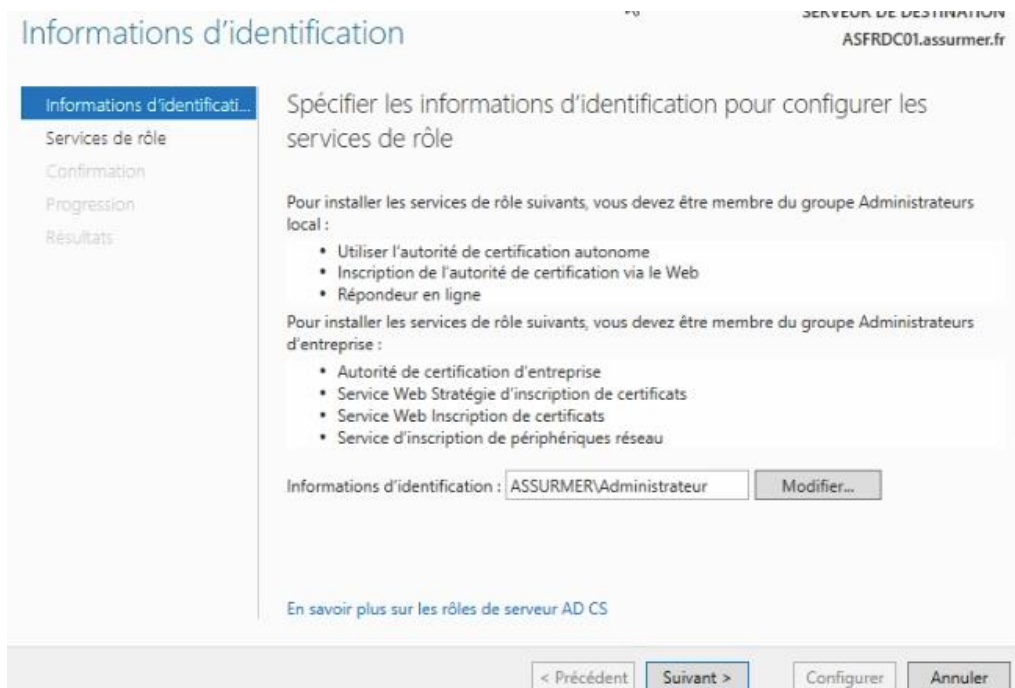 Informations d'identification
SERVEUR DE DESTINATION
ASFRDC01.assurmer.fr
Informations d'identificati...
Services de rôle
Confirmation
Progression
Résultats
Spécifier les informations d'identification pour configurer les
services de rôle
Pour installer les services de rôle suivants, vous devez être membre du groupe Administrateurs
local :
• Utiliser l'autorité de certification autonome
• Inscription de l'autorité de certification via le Web
• Répondeur en ligne
Pour installer les services de rôle suivants, vous devez être membre du groupe Administrateurs
d'entreprise :
• Autorité de certification d'entreprise
• Service Web Stratégie d'inscription de certificats
• Service Web Inscription de certificats
• Service d'inscription de périphériques réseau
Informations d'identification : ASSURMER\Administrateur Modifier...
En savoir plus sur les rôles de serveur AD CS
< Précédent Suivant > Configurer Annuler